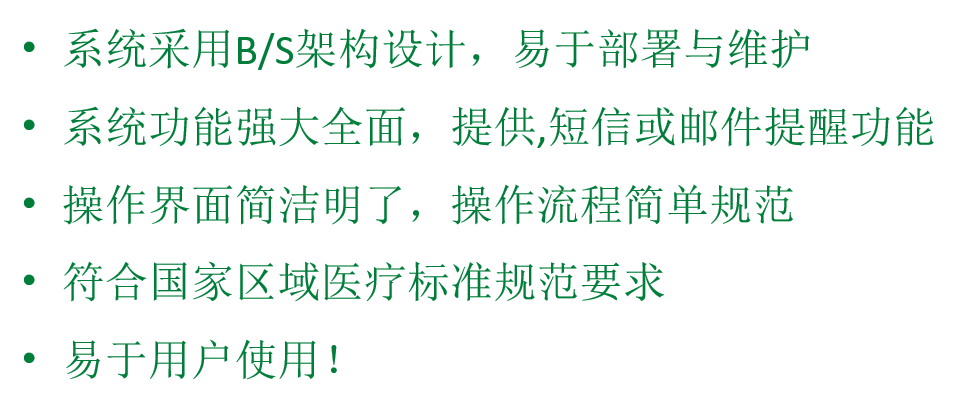 • 系统采用B/S架构设计，易于部署与维护
• 系统功能强大全面，提供,短信或邮件提醒功能
• 操作界面简洁明了，操作流程简单规范
• 符合国家区域医疗标准规范要求
• 易于用户使用！